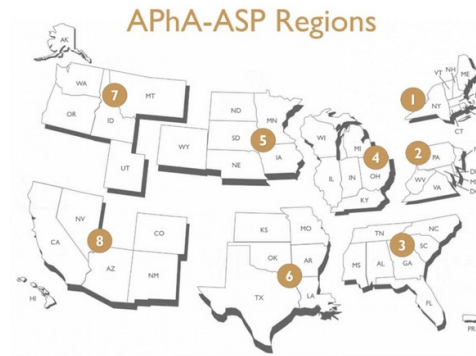 APhA-ASP Regions
AK
WA
MT
OR
ID
7
UT
WY
ND
SD
NE
MN
IA
5
WI
MI
IL
IN
OH
KY
4
VT
NH
ME
NY
CT
1
2
PA
WV
VA
CA
NV
AZ
CO
NM
8
HI
KS
MO
OK
AR
TX
LA
6
TN
NC
SC
MS
AL
GA
FL
3
PR